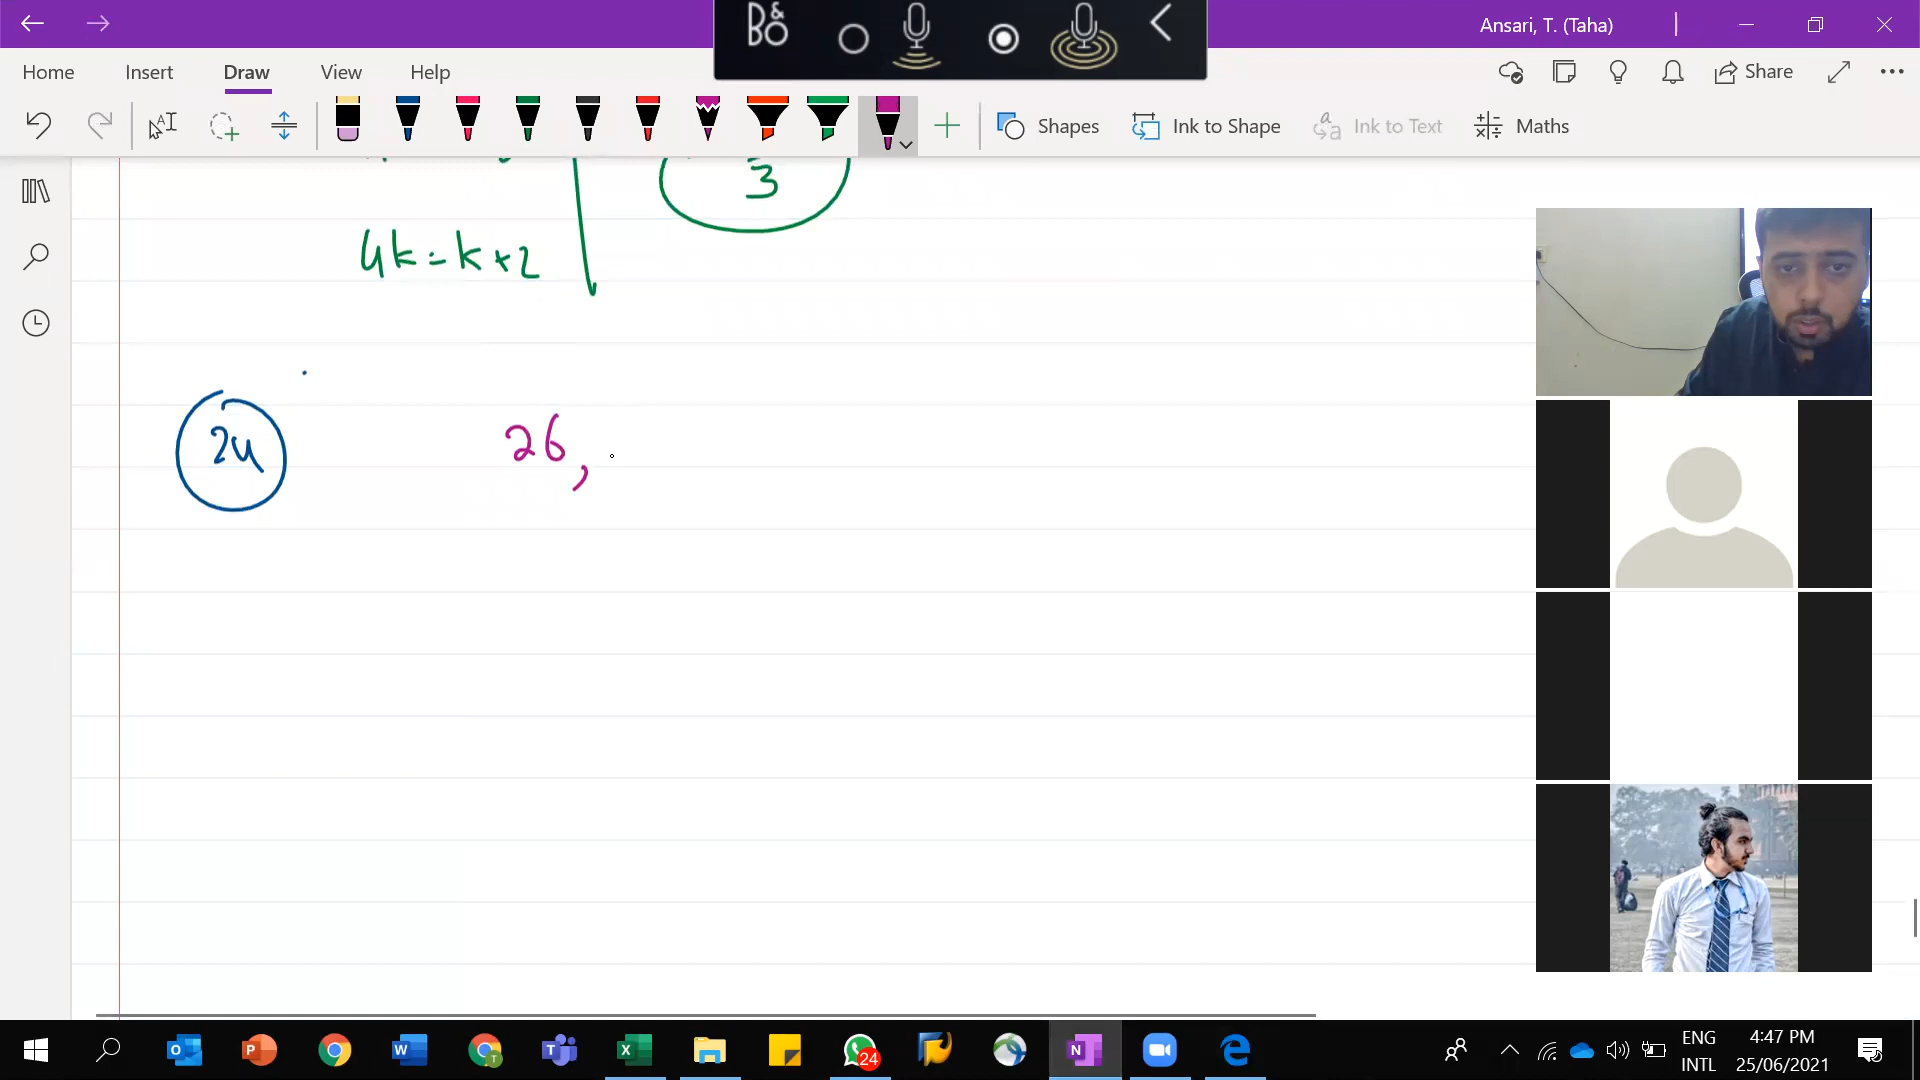 B&O
Ansari, T. (Taha)
Home Insert Draw View Help
Share
Shapes Ink to Shape Ink to Text Maths
3
4k = k + 2
24
26,
24
ENG
INTL
4:47 PM
25/06/2021